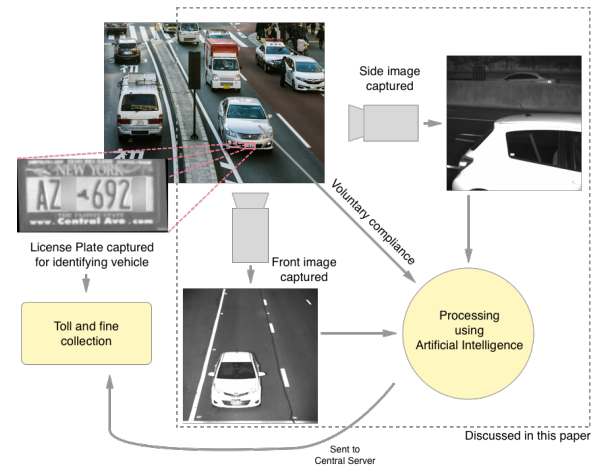 Side image
captured
NEW YORK
AZ 692
www. Central Ave .com
License Plate captured
for identifying vehicle
Voluntary compliance
Front image
captured
Toll and fine
collection
Processing
using
Artificial Intelligence
Discussed in this paper
Sent to
Central Server